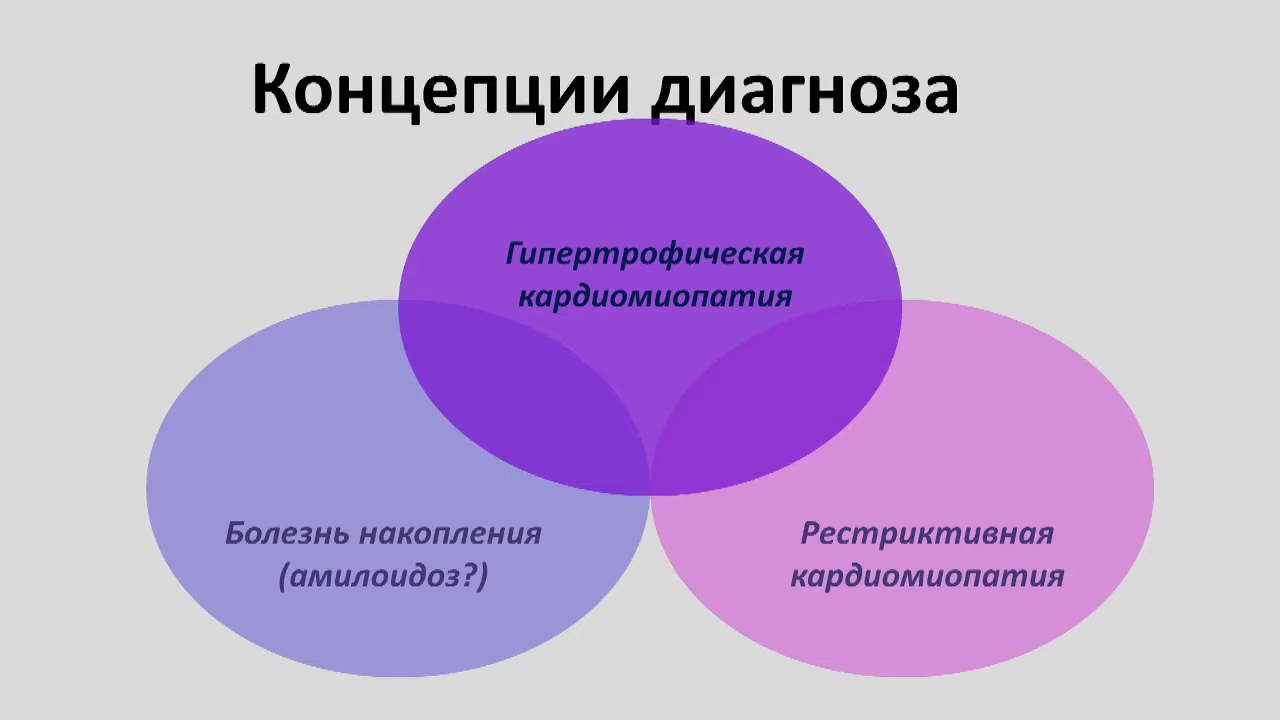 Концепции диагноза
Гипертрофическая
кардиомиопатия
Болезнь накопления
(амилоидоз?)
Рестриктивная
кардиомиопатия